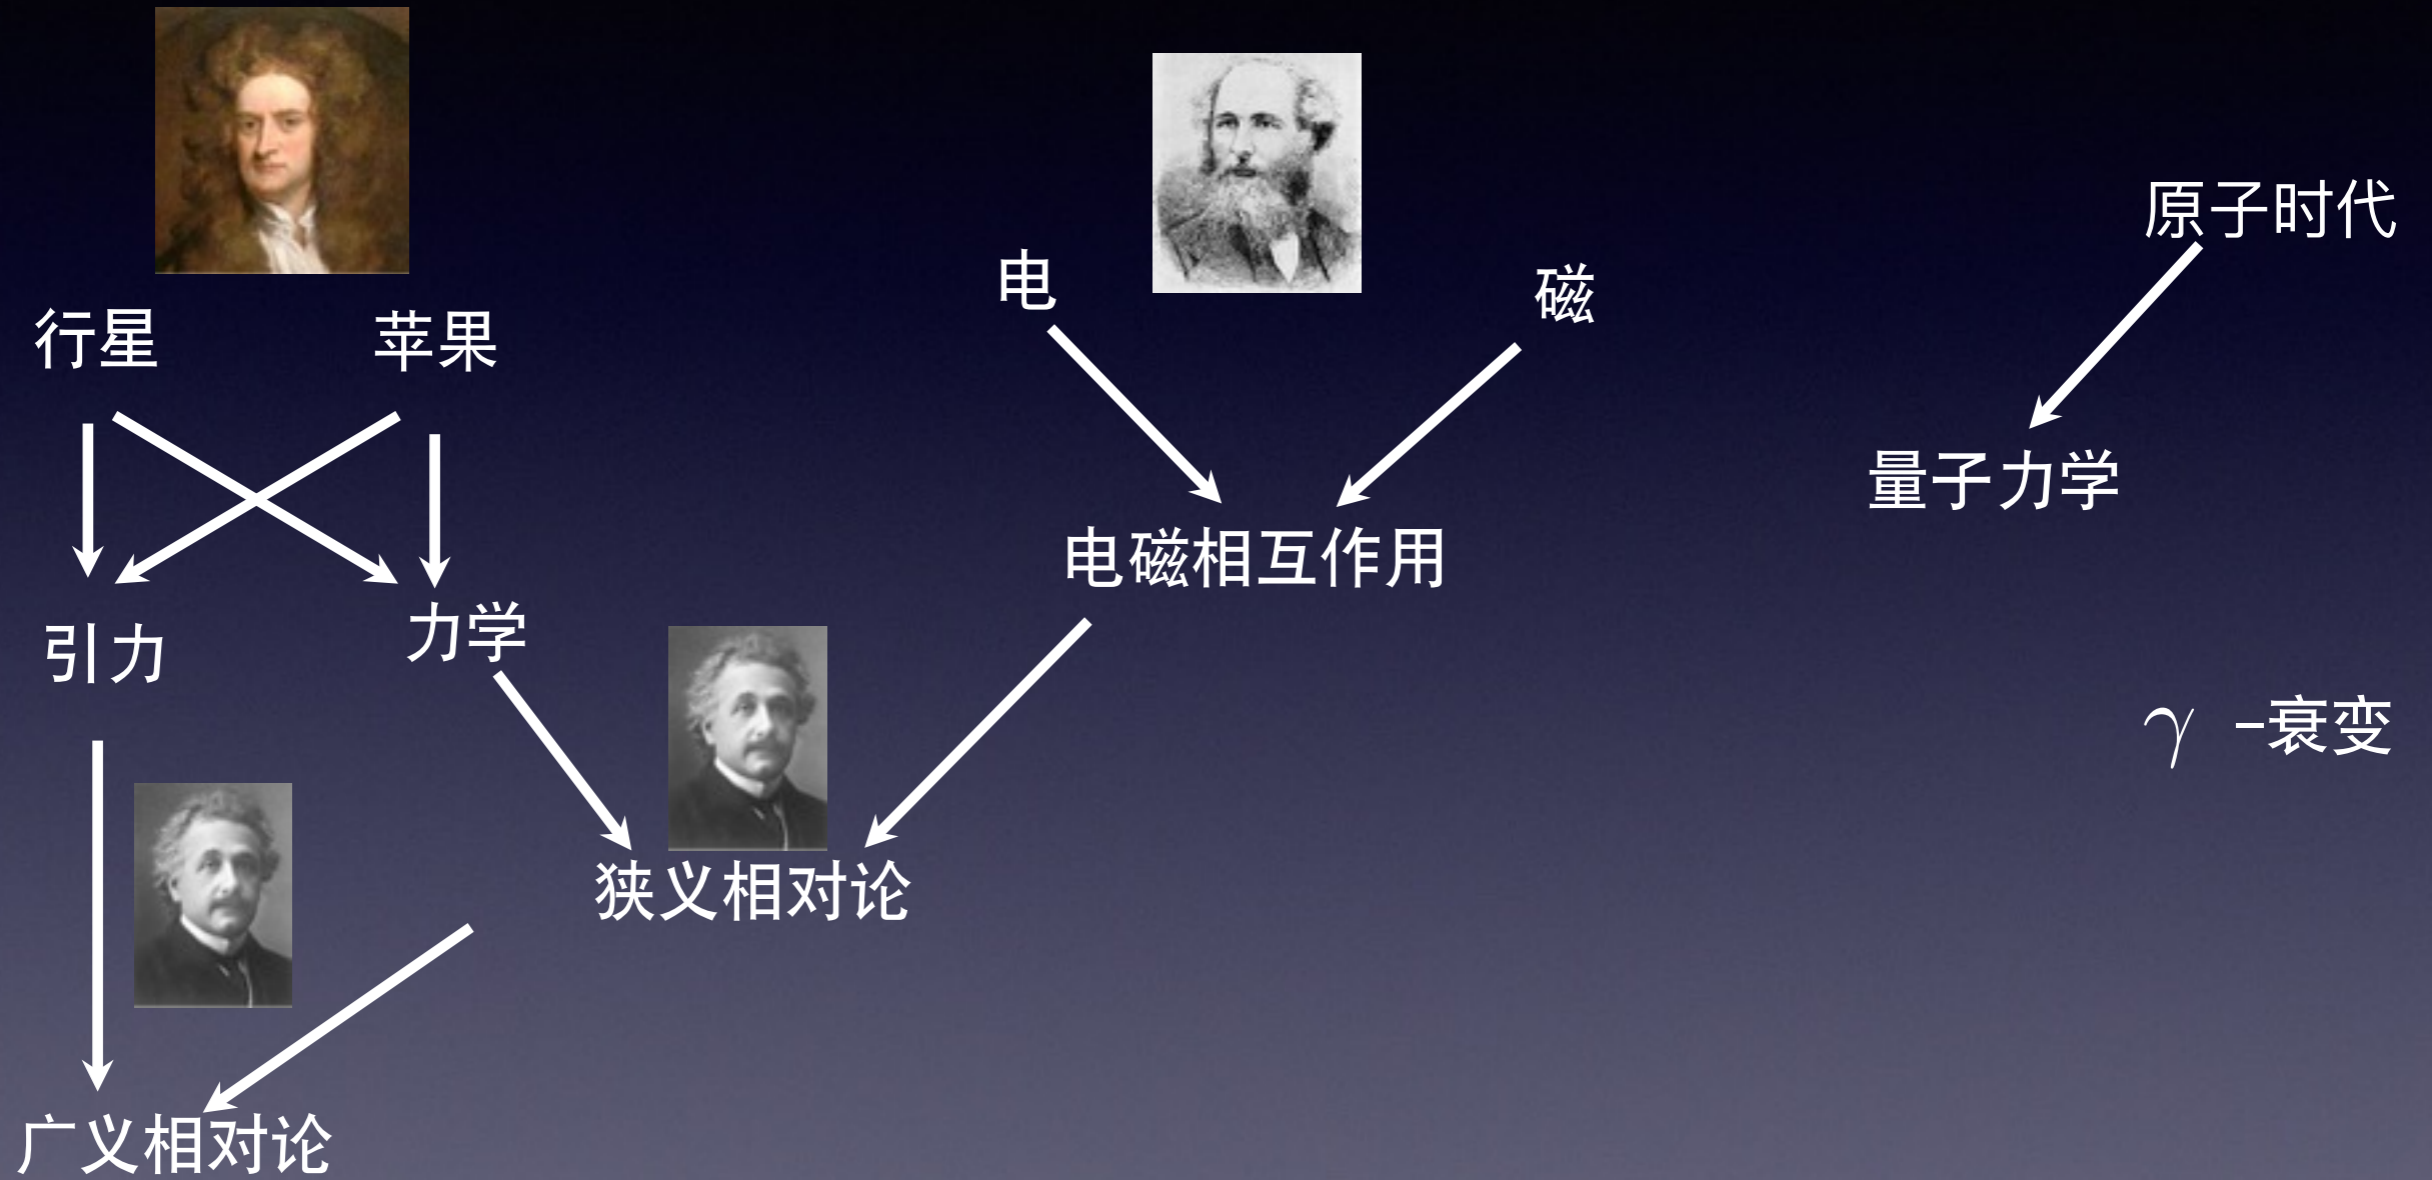 原子时代
电
磁
行星
苹果
量子力学
电磁相互作用
力学
引力
γ -衰变
狭义相对论
广义相对论